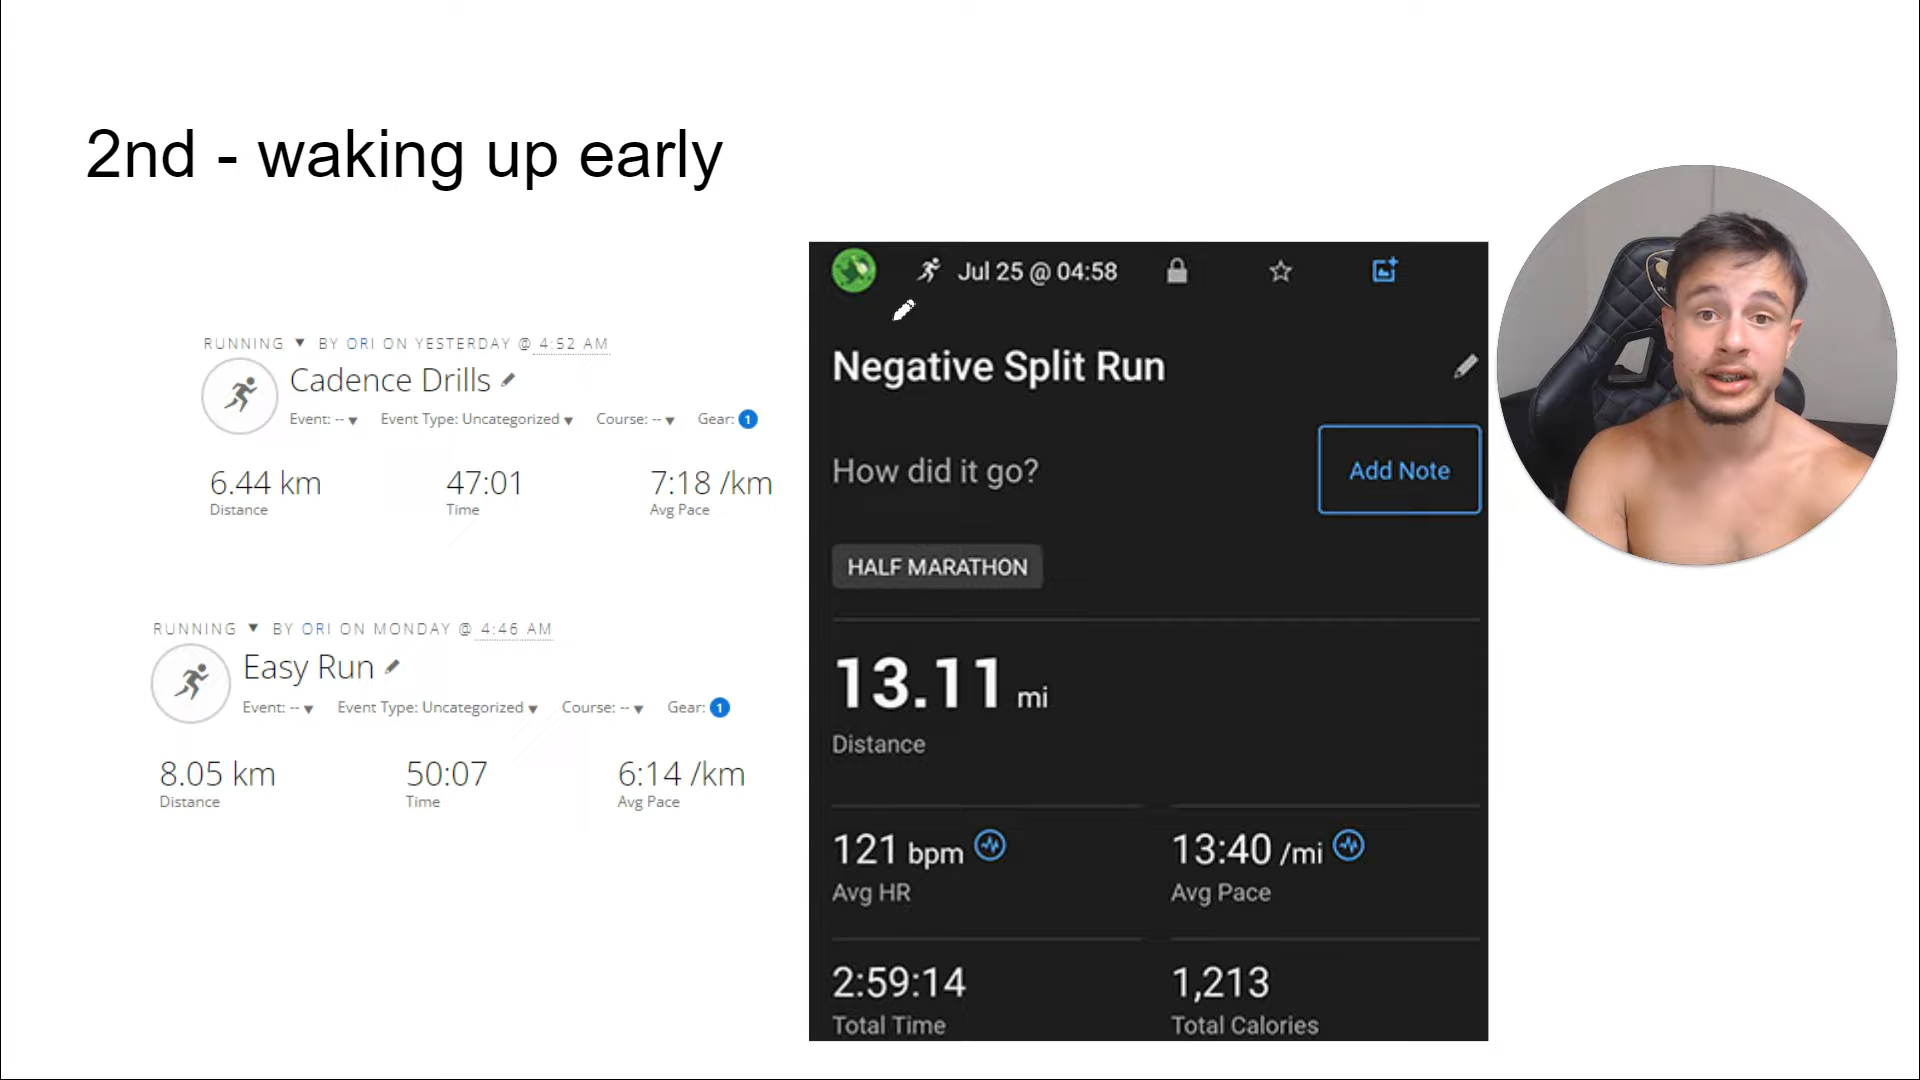 2nd - waking up early
RUNNING ▼ BY ORI ON YESTERDAY @ 4:52 AM
Cadence Drills
Event: -- ▼ Event Type: Uncategorized ▼ Course: -- ▼ Gear: 1
6.44 km 47:01 7:18 /km
Distance Time Avg Pace
RUNNING ▼ BY ORI ON MONDAY @ 4:46 AM
Easy Run
Event: -- ▼ Event Type: Uncategorized ▼ Course: -- ▼ Gear: 1
8.05 km 50:07 6:14 /km
Distance Time Avg Pace
Jul 25 @ 04:58
Negative Split Run
How did it go? Add Note
HALF MARATHON
13.11 mi
Distance
121 bpm 13:40 /mi
Avg HR Avg Pace
2:59:14 1,213
Total Time Total Calories